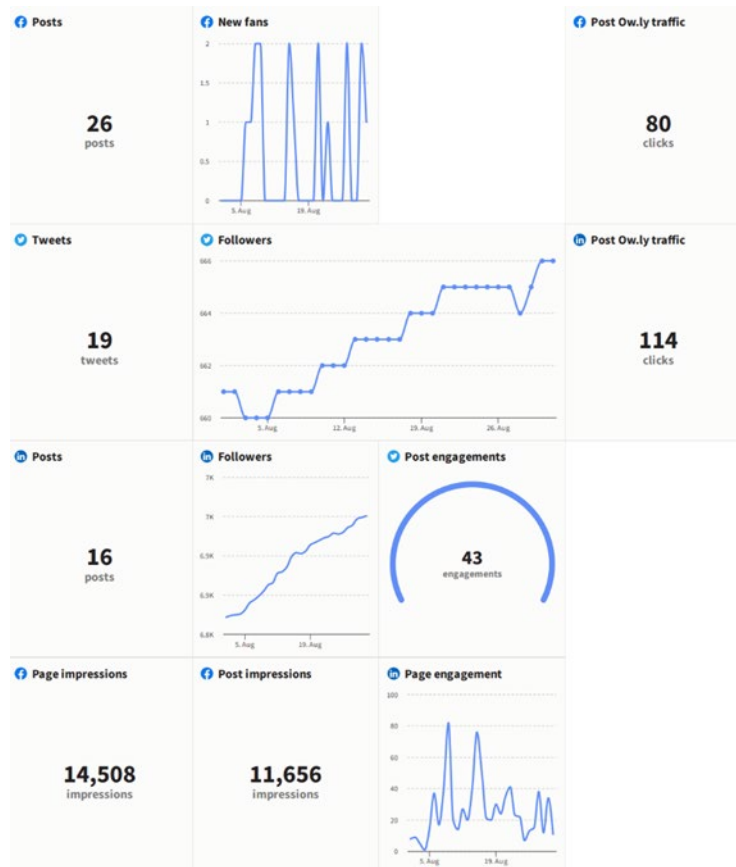 Posts
26
posts
New fans
2
1.5
1
0.5
0
5. Aug
19. Aug
Post Ow.ly traffic
80
clicks
Tweets
19
tweets
Followers
666
664
662
660
5. Aug
12. Aug
19. Aug
26. Aug
Post Ow.ly traffic
114
clicks
Posts
16
posts
Followers
7K
7K
6.9K
6.9K
6.8K
5. Aug
19. Aug
Post engagements
43
engagements
Page impressions
14,508
impressions
Post impressions
11,656
impressions
Page engagement
100
80
60
40
20
0
5. Aug
19. Aug